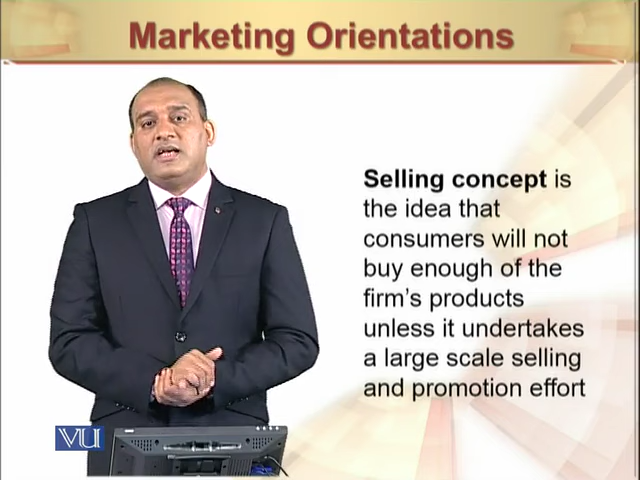 Marketing Orientations
Selling concept is
the idea that
consumers will not
buy enough of the
firm's products
unless it undertakes
a large scale selling
and promotion effort
VU